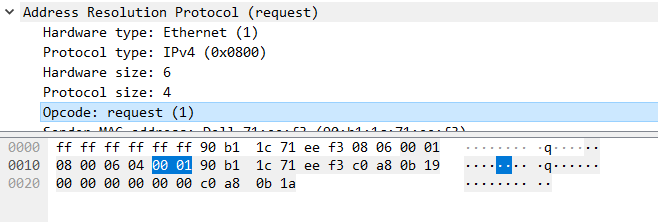 Address Resolution Protocol (request)
Hardware type: Ethernet (1)
Protocol type: IPv4 (0x0800)
Hardware size: 6
Protocol size: 4
Opcode: request (1)
Sender MAC address: Dell_71:ee:f3 (90:b1:1c:71:ee:f3)
0000 ff ff ff ff ff ff 90 b1 1c 71 ee f3 08 06 00 01 ·········q······
0010 08 00 06 04 00 01 90 b1 1c 71 ee f3 c0 a8 0b 19 ·········q······
0020 00 00 00 00 00 00 c0 a8 0b 1a ··········